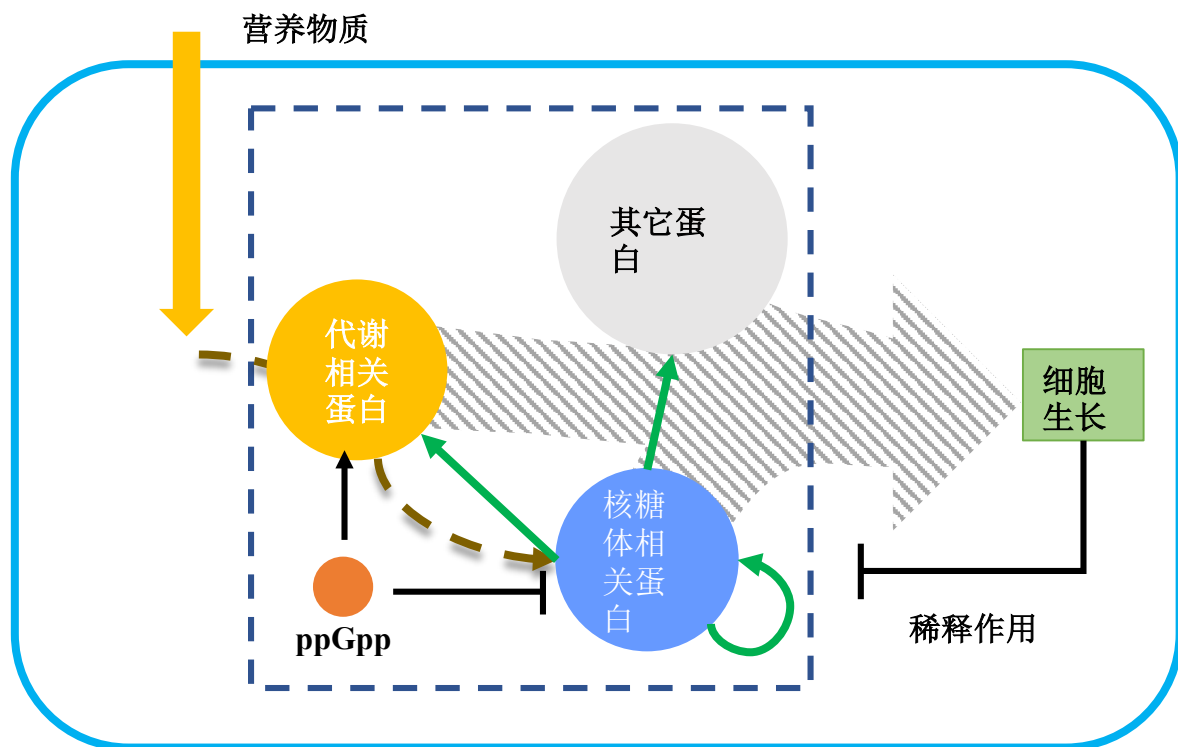 营养物质
其它蛋
白
代谢
相关
蛋白
细胞
生长
核糖
体相
关蛋
白
ppGpp
稀释作用